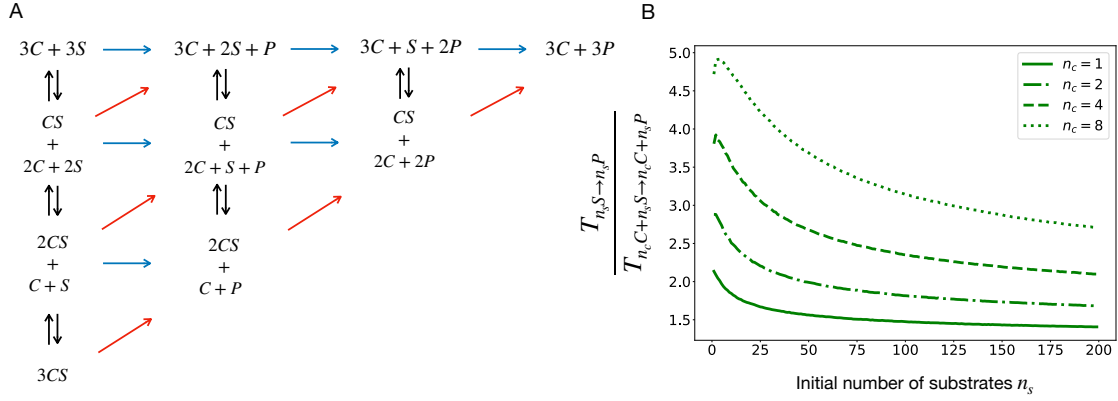 A
3C + 3S
3C + 2S + P
3C + S + 2P
3C + 3P
CS
+
2C + 2S
CS
+
2C + S + P
CS
+
2C + 2P
2CS
+
C + S
2CS
+
C + P
3CS
B
T_{n_s S→n_s P}
T_{n_c C+n_s S→n_c C+n_s P}
5.0
4.5
4.0
3.5
3.0
2.5
2.0
1.5
n_c = 1
n_c = 2
n_c = 4
n_c = 8
0 25 50 75 100 125 150 175 200
Initial number of substrates n_s